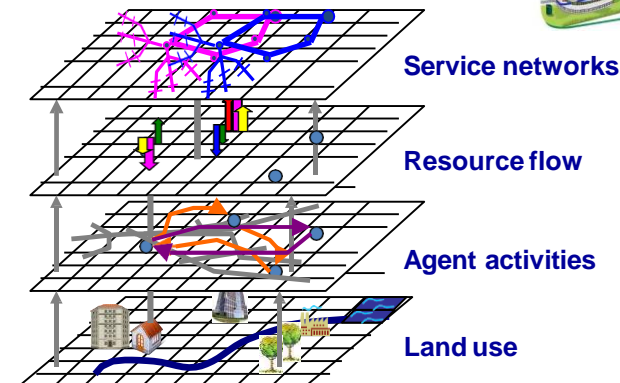 Service networks
Resource flow
Agent activities
Land use